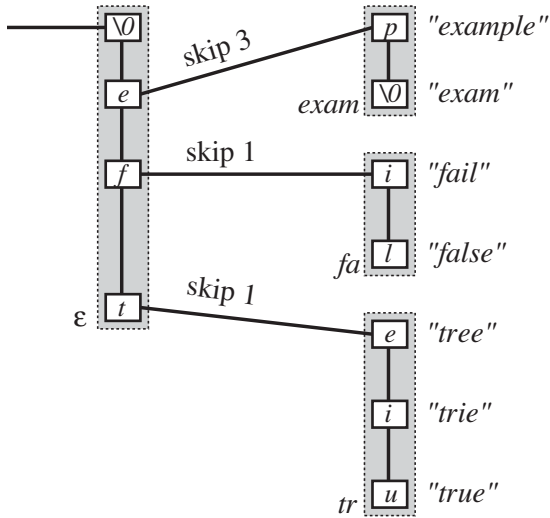 \0
p "example"
skip 3
e
exam \0 "exam"
skip 1
f i "fail"
fa l "false"
skip 1
ε t
e "tree"
i "trie"
tr u "true"